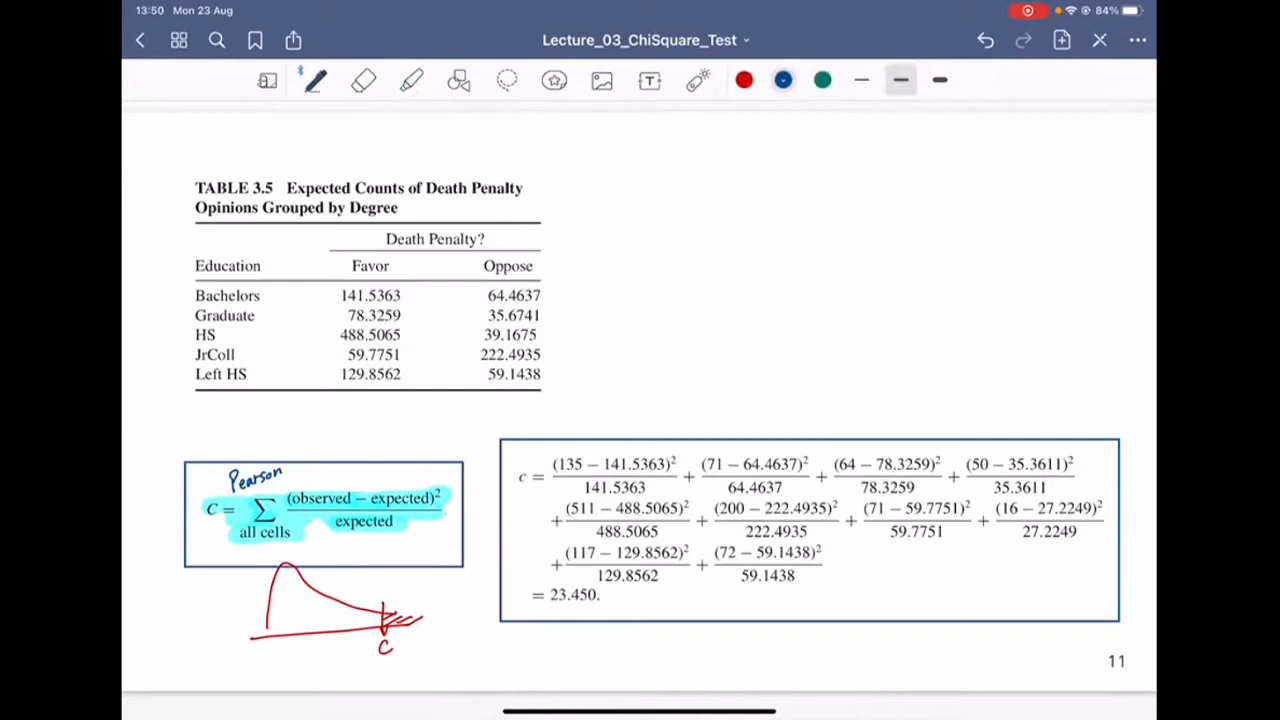 13:50 Mon 23 Aug
84%
Lecture_03_ChiSquare_Test
TABLE 3.5 Expected Counts of Death Penalty
Opinions Grouped by Degree
Death Penalty?
Education Favor Oppose
Bachelors 141.5363 64.4637
Graduate 78.3259 35.6741
HS 488.5065 39.1675
JrColl 59.7751 222.4935
Left HS 129.8562 59.1438
Pearson
C = ∑ (observed − expected)² / expected
all cells
c = (135 − 141.5363)² / 141.5363 + (71 − 64.4637)² / 64.4637 + (64 − 78.3259)² / 78.3259 + (50 − 35.3611)² / 35.3611
+ (511 − 488.5065)² / 488.5065 + (200 − 222.4935)² / 222.4935 + (71 − 59.7751)² / 59.7751 + (16 − 27.2249)² / 27.2249
+ (117 − 129.8562)² / 129.8562 + (72 − 59.1438)² / 59.1438
= 23.450.
C
11